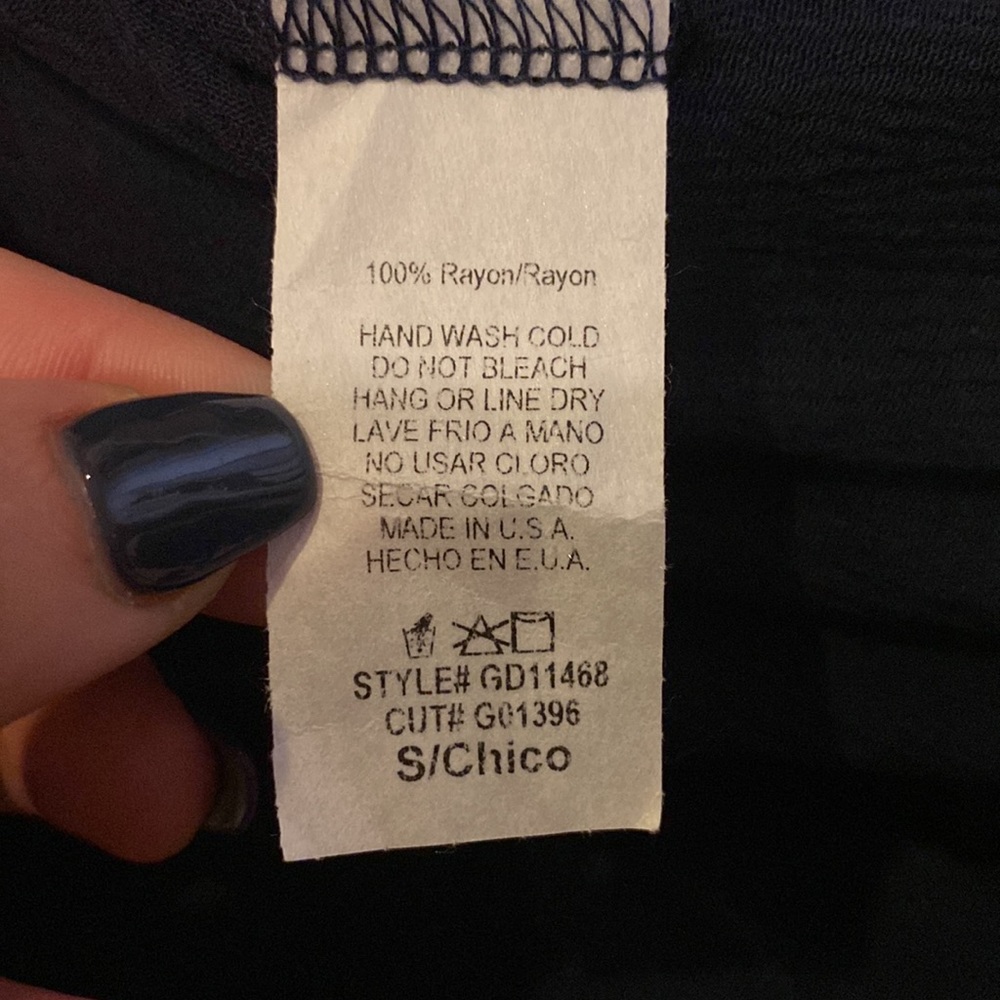 100% Rayon/Rayon
HAND WASH COLD
DO NOT BLEACH
HANG OR LINE DRY
LAVE FRIO A MANO
NO USAR CLORO
SECAR COLGADO
MADE IN U.S.A.
HECHO EN E.U.A.
STYLE# GD11468
CUT# G01396
S/Chico